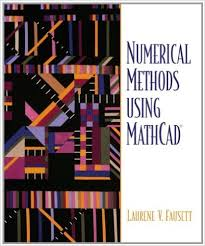 NUMERICAL
METHODS
USING
MATHCAD
LAURENE V. FAUSETT